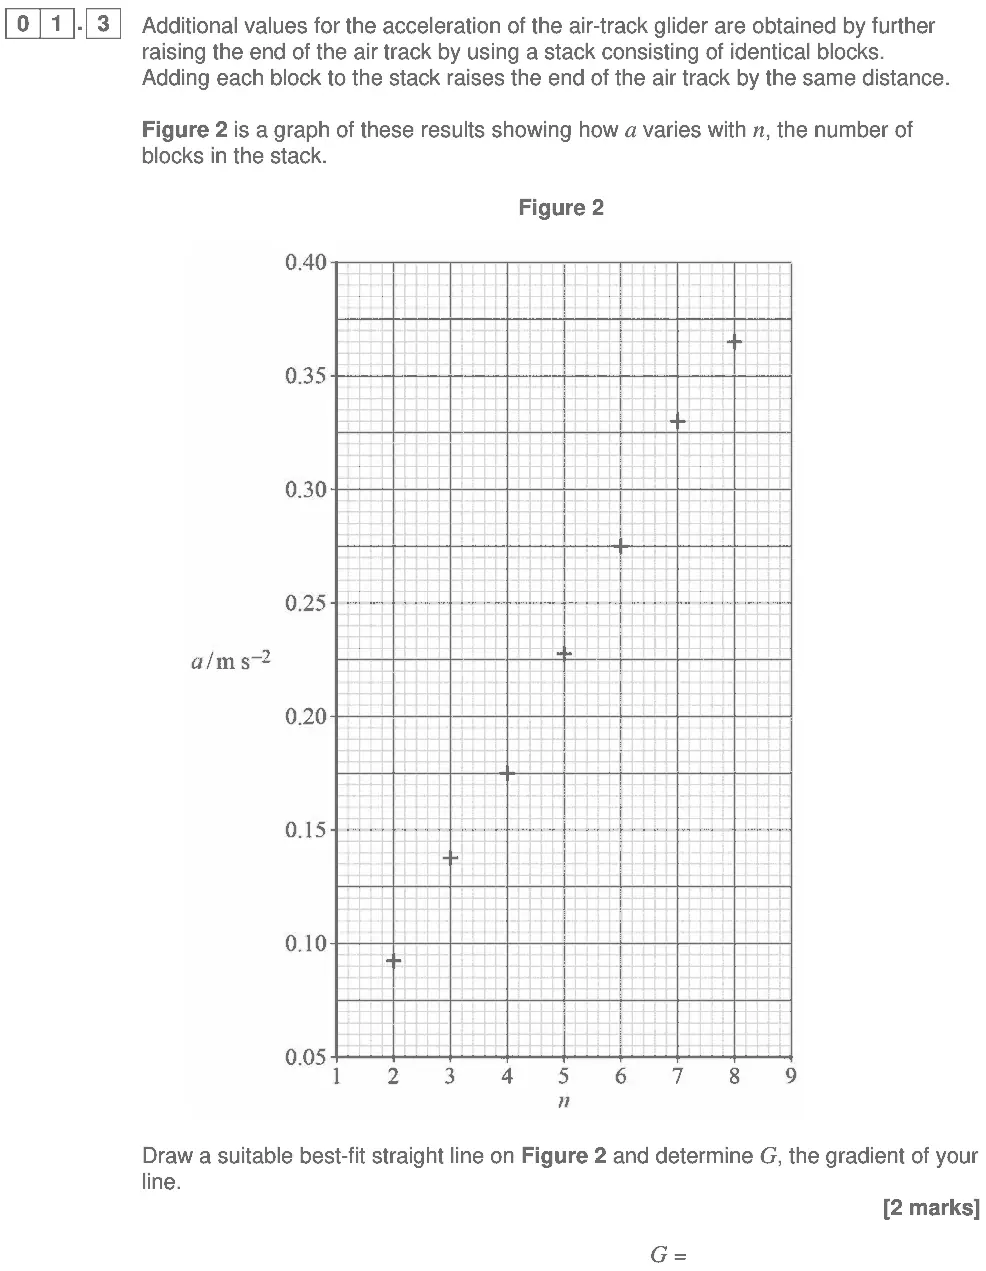 01.3 Additional values for the acceleration of the air-track glider are obtained by further
raising the end of the air track by using a stack consisting of identical blocks.
Adding each block to the stack raises the end of the air track by the same distance.
Figure 2 is a graph of these results showing how a varies with n, the number of
blocks in the stack.
Figure 2
0.40
0.35
0.30
0.25
a/m s⁻²
0.20
0.15
0.10
0.05
1 2 3 4 5 6 7 8 9
n
Draw a suitable best-fit straight line on Figure 2 and determine G, the gradient of your
line.
[2 marks]
G =